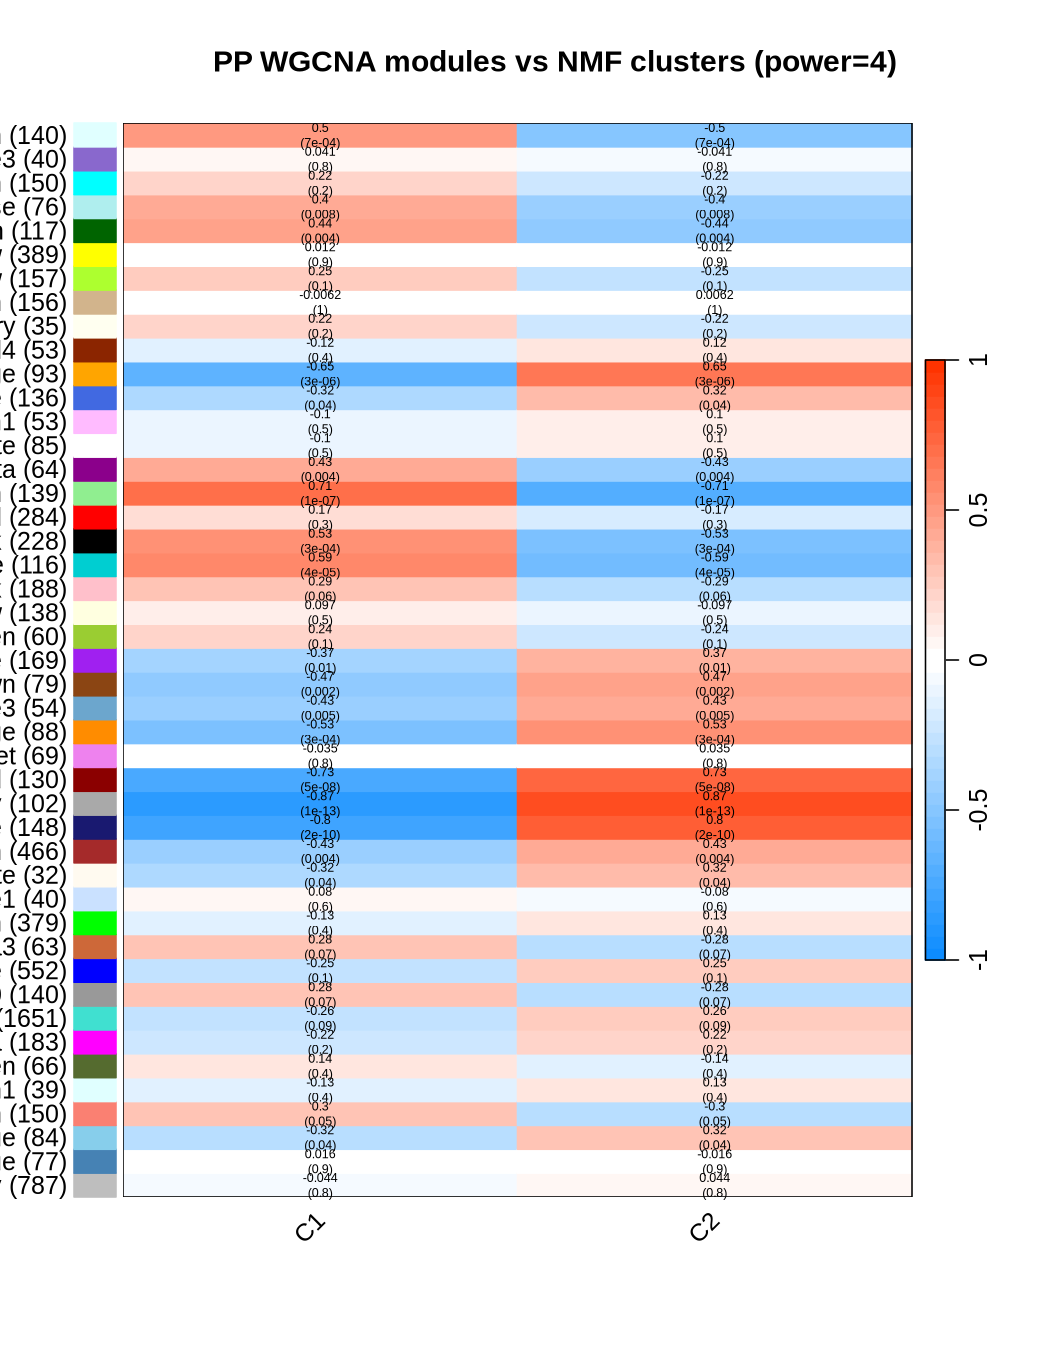 PP WGCNA modules vs NMF clusters (power=4)
(140) 0.5 -0.5
(7e-04) (7e-04)
3 (40) 0.041 -0.041
(0.8) (0.8)
(150) 0.22 -0.22
(0.2) (0.2)
se (76) 0.4 -0.4
(0.008) (0.008)
(117) 0.44 -0.44
(0.004) (0.004)
(389) 0.012 -0.012
(0.9) (0.9)
(157) 0.25 -0.25
(0.1) (0.1)
(156) -0.0062 0.0062
(1) (1)
ry (35) 0.22 -0.22
(0.2) (0.2)
4 (53) -0.12 0.12
(0.4) (0.4)
ge (93) -0.65 0.65
(3e-06) (3e-06)
(136) -0.32 0.32
(0.04) (0.04)
1 (53) -0.1 0.1
(0.5) (0.5)
te (85) -0.1 0.1
(0.5) (0.5)
ta (64) 0.43 -0.43
(0.004) (0.004)
(139) 0.71 -0.71
(1e-07) (1e-07)
(284) 0.17 -0.17
(0.3) (0.3)
(228) 0.53 -0.53
(3e-04) (3e-04)
(116) 0.59 -0.59
(4e-05) (4e-05)
(188) 0.29 -0.29
(0.06) (0.06)
(138) 0.097 -0.097
(0.5) (0.5)
en (60) 0.24 -0.24
(0.1) (0.1)
(169) -0.37 0.37
(0.01) (0.01)
wn (79) -0.47 0.47
(0.002) (0.002)
3 (54) -0.43 0.43
(0.005) (0.005)
ge (88) -0.53 0.53
(3e-04) (3e-04)
et (69) -0.035 0.035
(0.8) (0.8)
(130) -0.73 0.73
(5e-08) (5e-08)
(102) -0.87 0.87
(1e-13) (1e-13)
(148) -0.8 0.8
(2e-10) (2e-10)
(466) -0.43 0.43
(0.004) (0.004)
te (32) -0.32 0.32
(0.04) (0.04)
e1 (40) 0.08 -0.08
(0.6) (0.6)
(379) -0.13 0.13
(0.4) (0.4)
3 (63) 0.28 -0.28
(0.07) (0.07)
(552) -0.25 0.25
(0.1) (0.1)
(140) 0.28 -0.28
(0.07) (0.07)
(1651) -0.26 0.26
(0.09) (0.09)
(183) -0.22 0.22
(0.2) (0.2)
en (66) 0.14 -0.14
(0.4) (0.4)
n1 (39) -0.13 0.13
(0.4) (0.4)
(150) 0.3 -0.3
(0.05) (0.05)
ue (84) -0.32 0.32
(0.04) (0.04)
ue (77) 0.016 -0.016
(0.9) (0.9)
(787) -0.044 0.044
(0.8) (0.8)
C1 C2
1
0.5
0
-0.5
-1